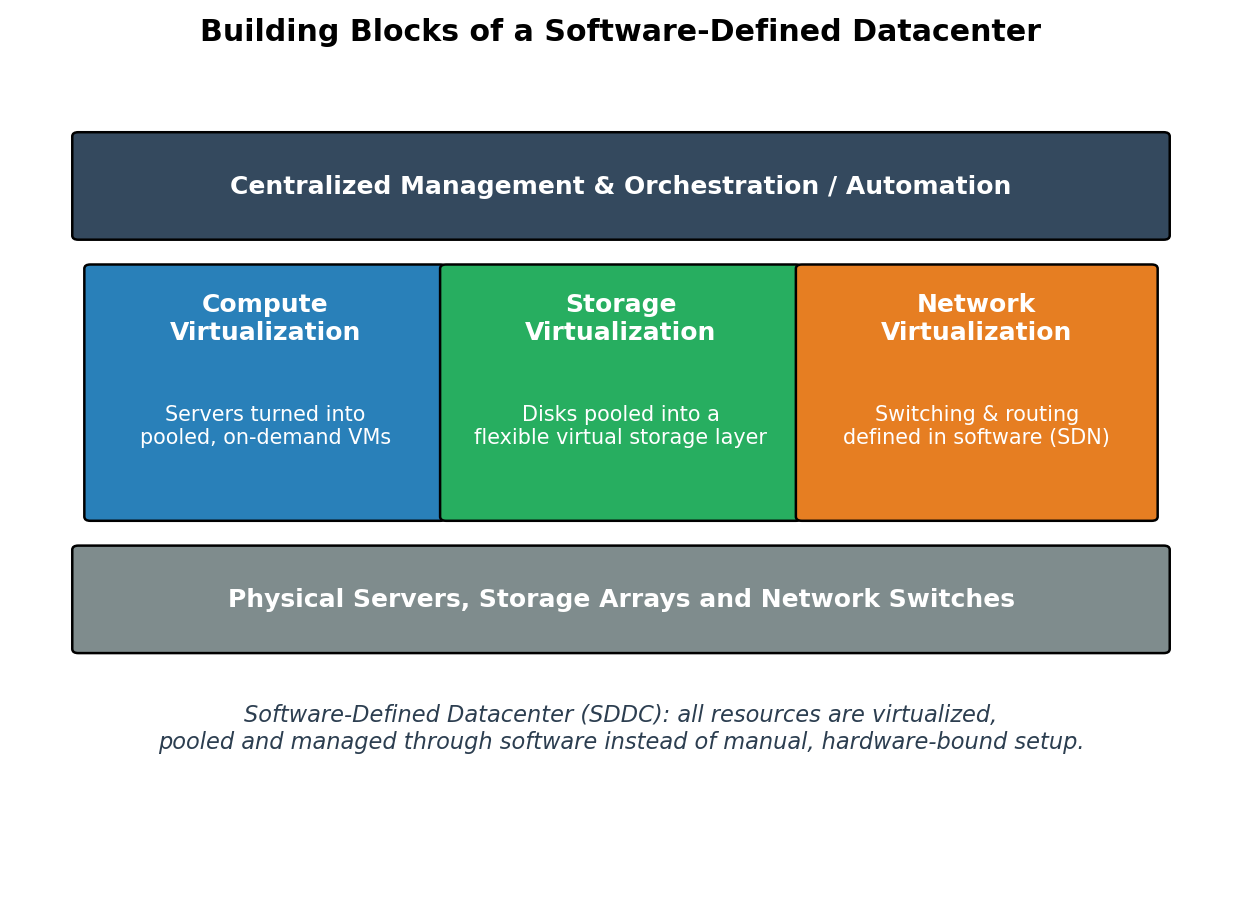 Building Blocks of a Software-Defined Datacenter
Centralized Management & Orchestration / Automation
Compute
Virtualization
Servers turned into
pooled, on-demand VMs
Storage
Virtualization
Disks pooled into a
flexible virtual storage layer
Network
Virtualization
Switching & routing
defined in software (SDN)
Physical Servers, Storage Arrays and Network Switches
Software-Defined Datacenter (SDDC): all resources are virtualized,
pooled and managed through software instead of manual, hardware-bound setup.